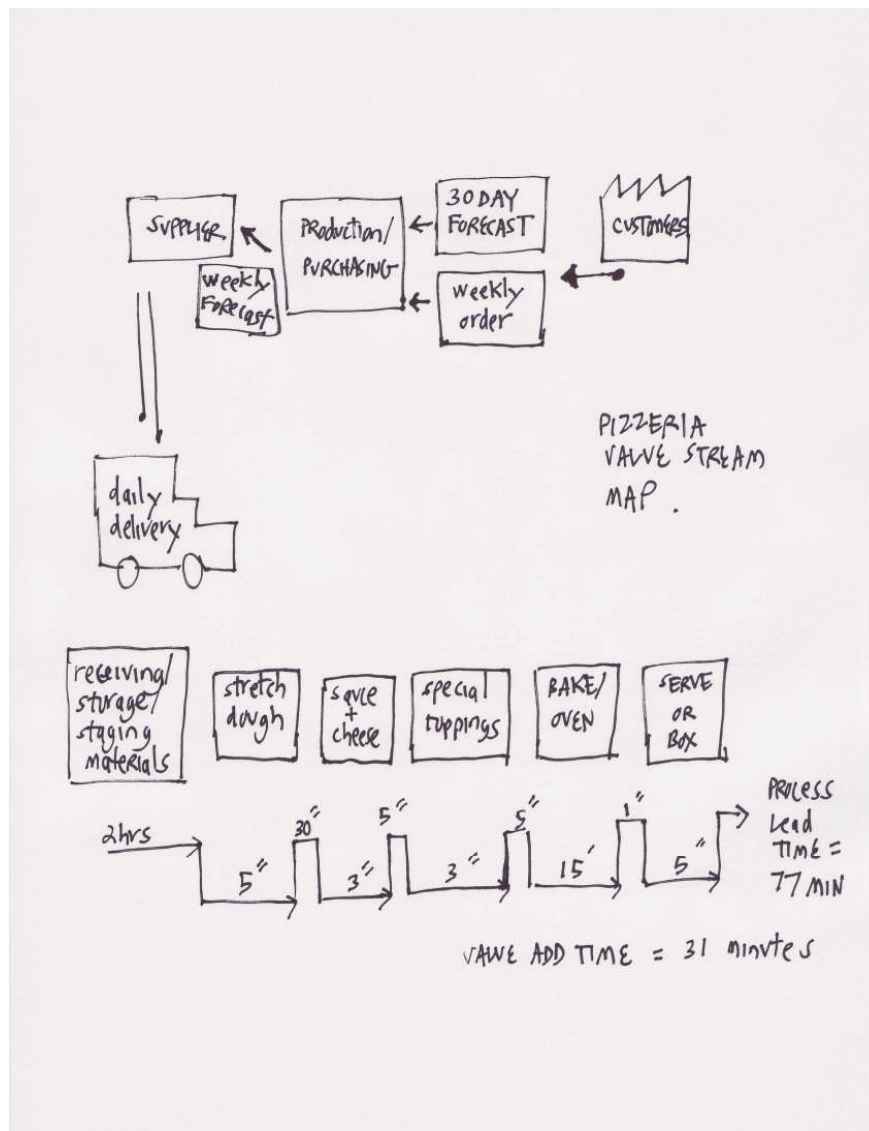 SUPPLIER
weekly
FORECAST
PRODUCTION/
PURCHASING
30 DAY
FORECAST
weekly
order
CUSTOMERS
PIZZERIA
VALUE STREAM
MAP.
daily
delivery
receiving/
storage/
staging
materials
stretch
dough
sauce
+
cheese
special
toppings
BAKE/
OVEN
SERVE
OR
BOX
2hrs
5"
30"
3"
5"
3"
5"
15'
1"
5"
PROCESS
Lead
TIME =
77 MIN
VALUE ADD TIME = 31 minutes